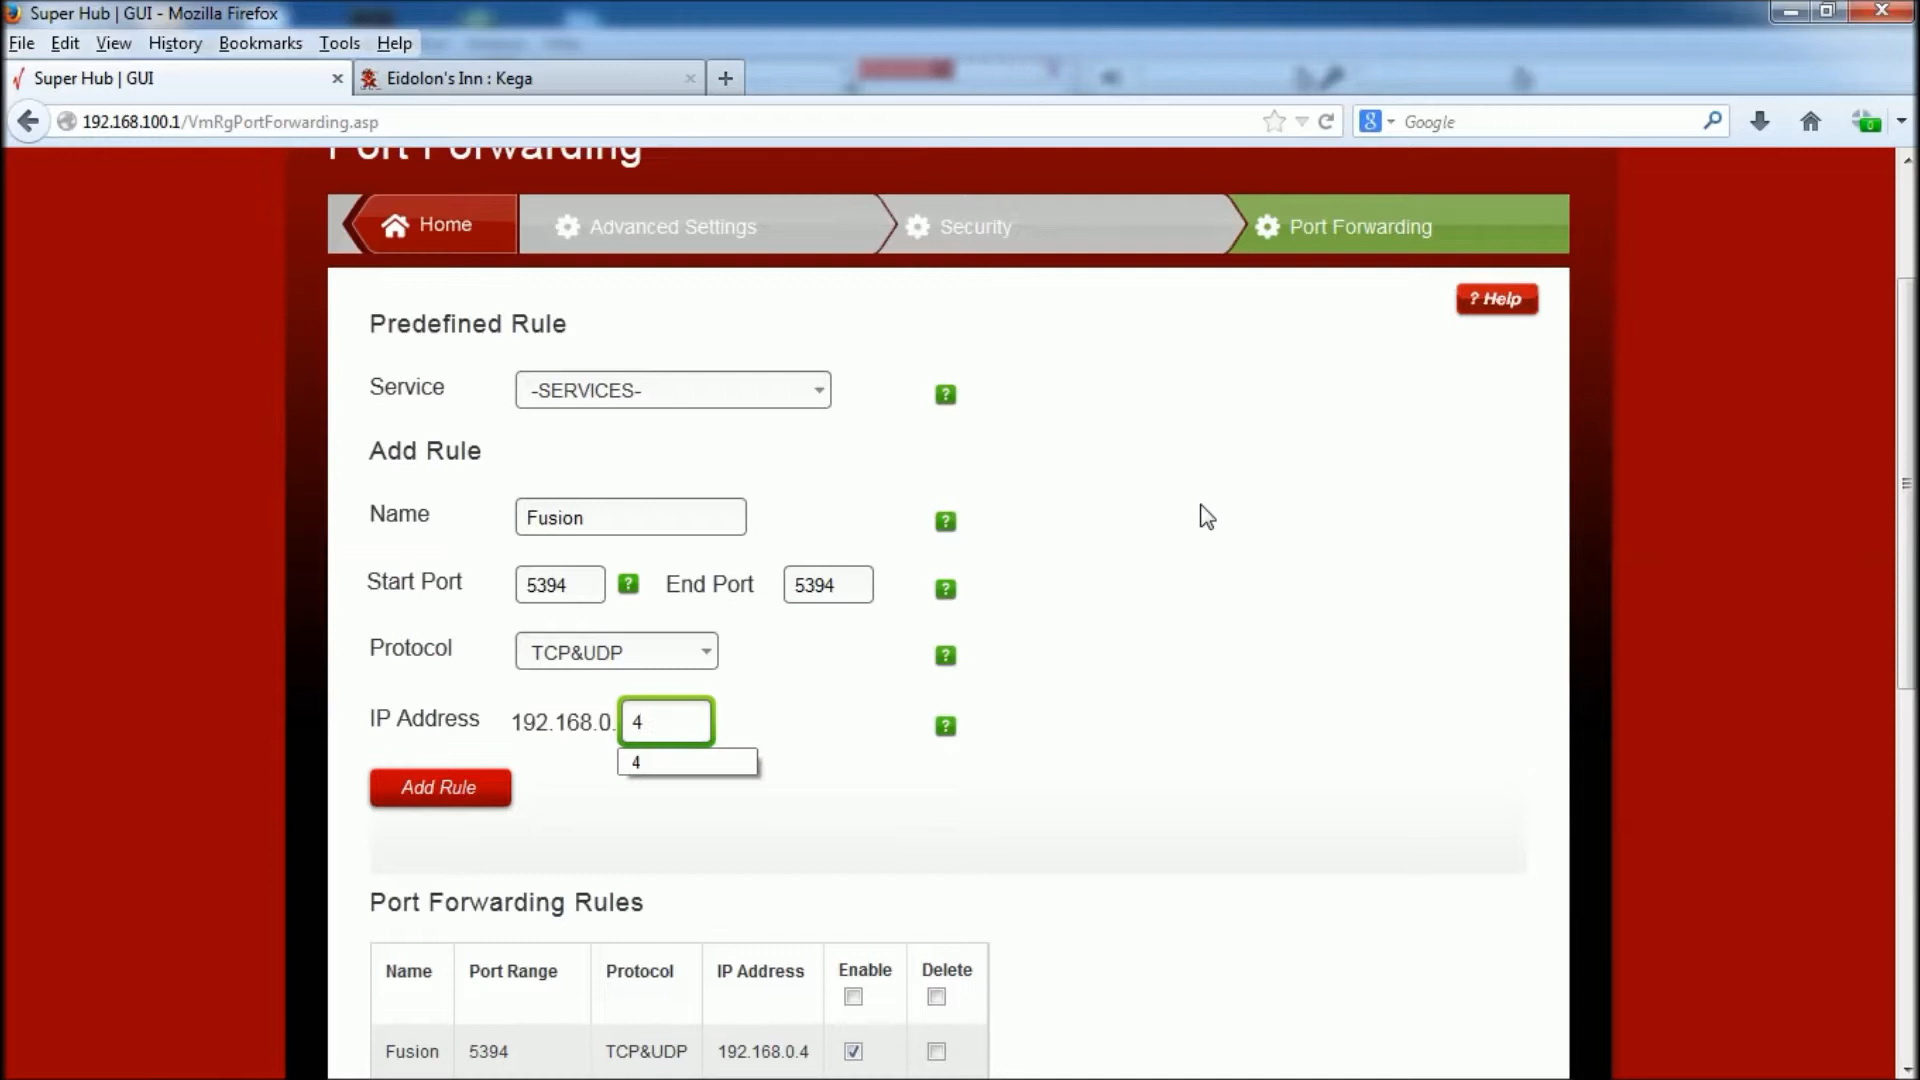 Super Hub | GUI - Mozilla Firefox
File Edit View History Bookmarks Tools Help
Super Hub | GUI × Eidolon's Inn : Kega × +
192.168.100.1/VmRgPortForwarding.asp 8 Google 0
Port Forwarding
Home Advanced Settings Security Port Forwarding
? Help
Predefined Rule
Service -SERVICES- ?
Add Rule
Name Fusion ?
Start Port 5394 ? End Port 5394 ?
Protocol TCP&UDP ?
IP Address 192.168.0. 4 ?
4
Add Rule
Port Forwarding Rules
Name Port Range Protocol IP Address Enable Delete
Fusion 5394 TCP&UDP 192.168.0.4